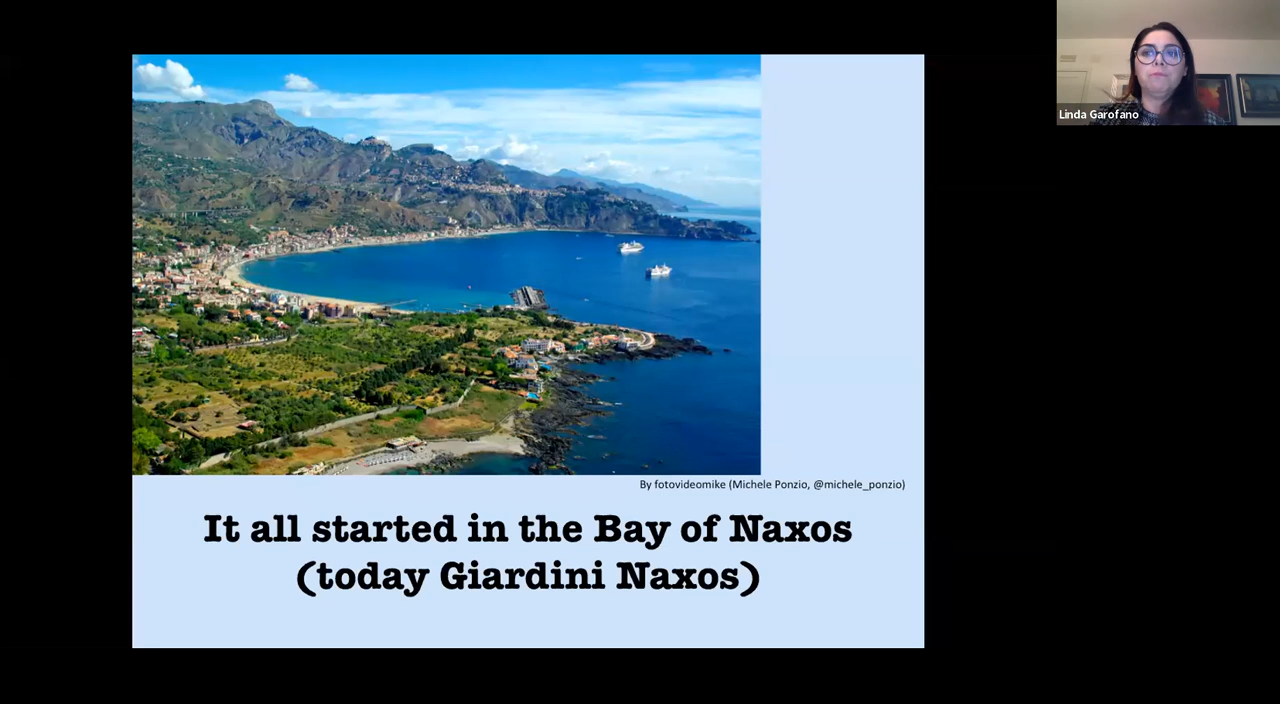 Linda Garofano
By fotovideomike (Michele Ponzio, @michele_ponzio)
It all started in the Bay of Naxos
(today Giardini Naxos)